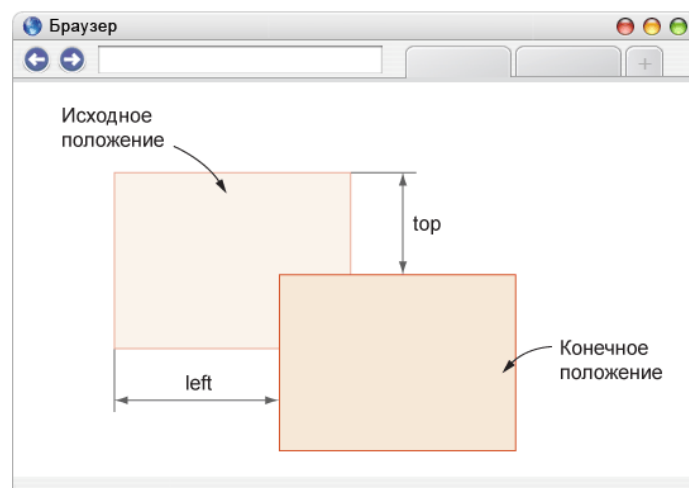 Браузер
+
Исходное
положение
top
Конечное
положение
left